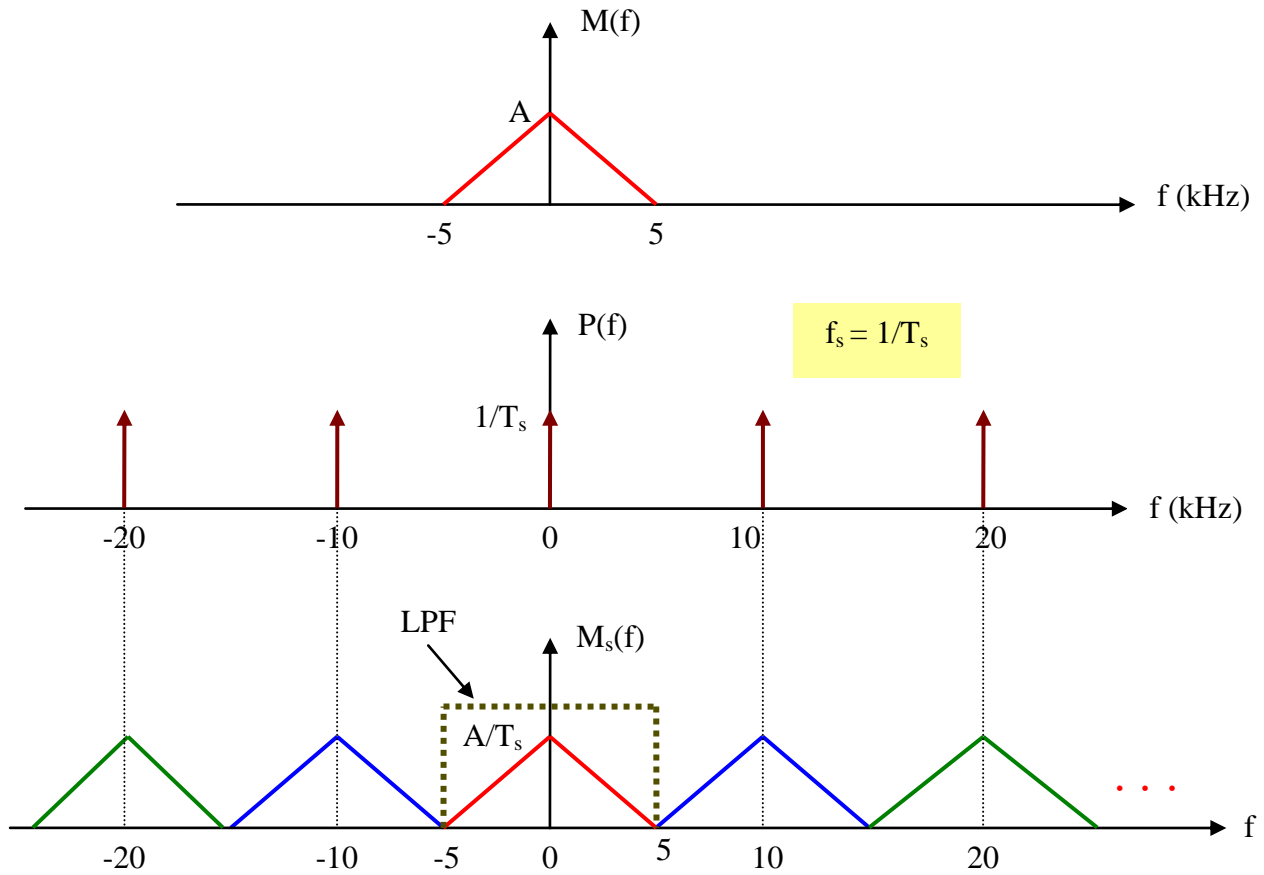 M(f)
A
f (kHz)
-5 5
P(f)
fs = 1/Ts
1/Ts
f (kHz)
-20 -10 0 10 20
LPF
Ms(f)
A/Ts
. . .
f
-20 -10 -5 0 5 10 20